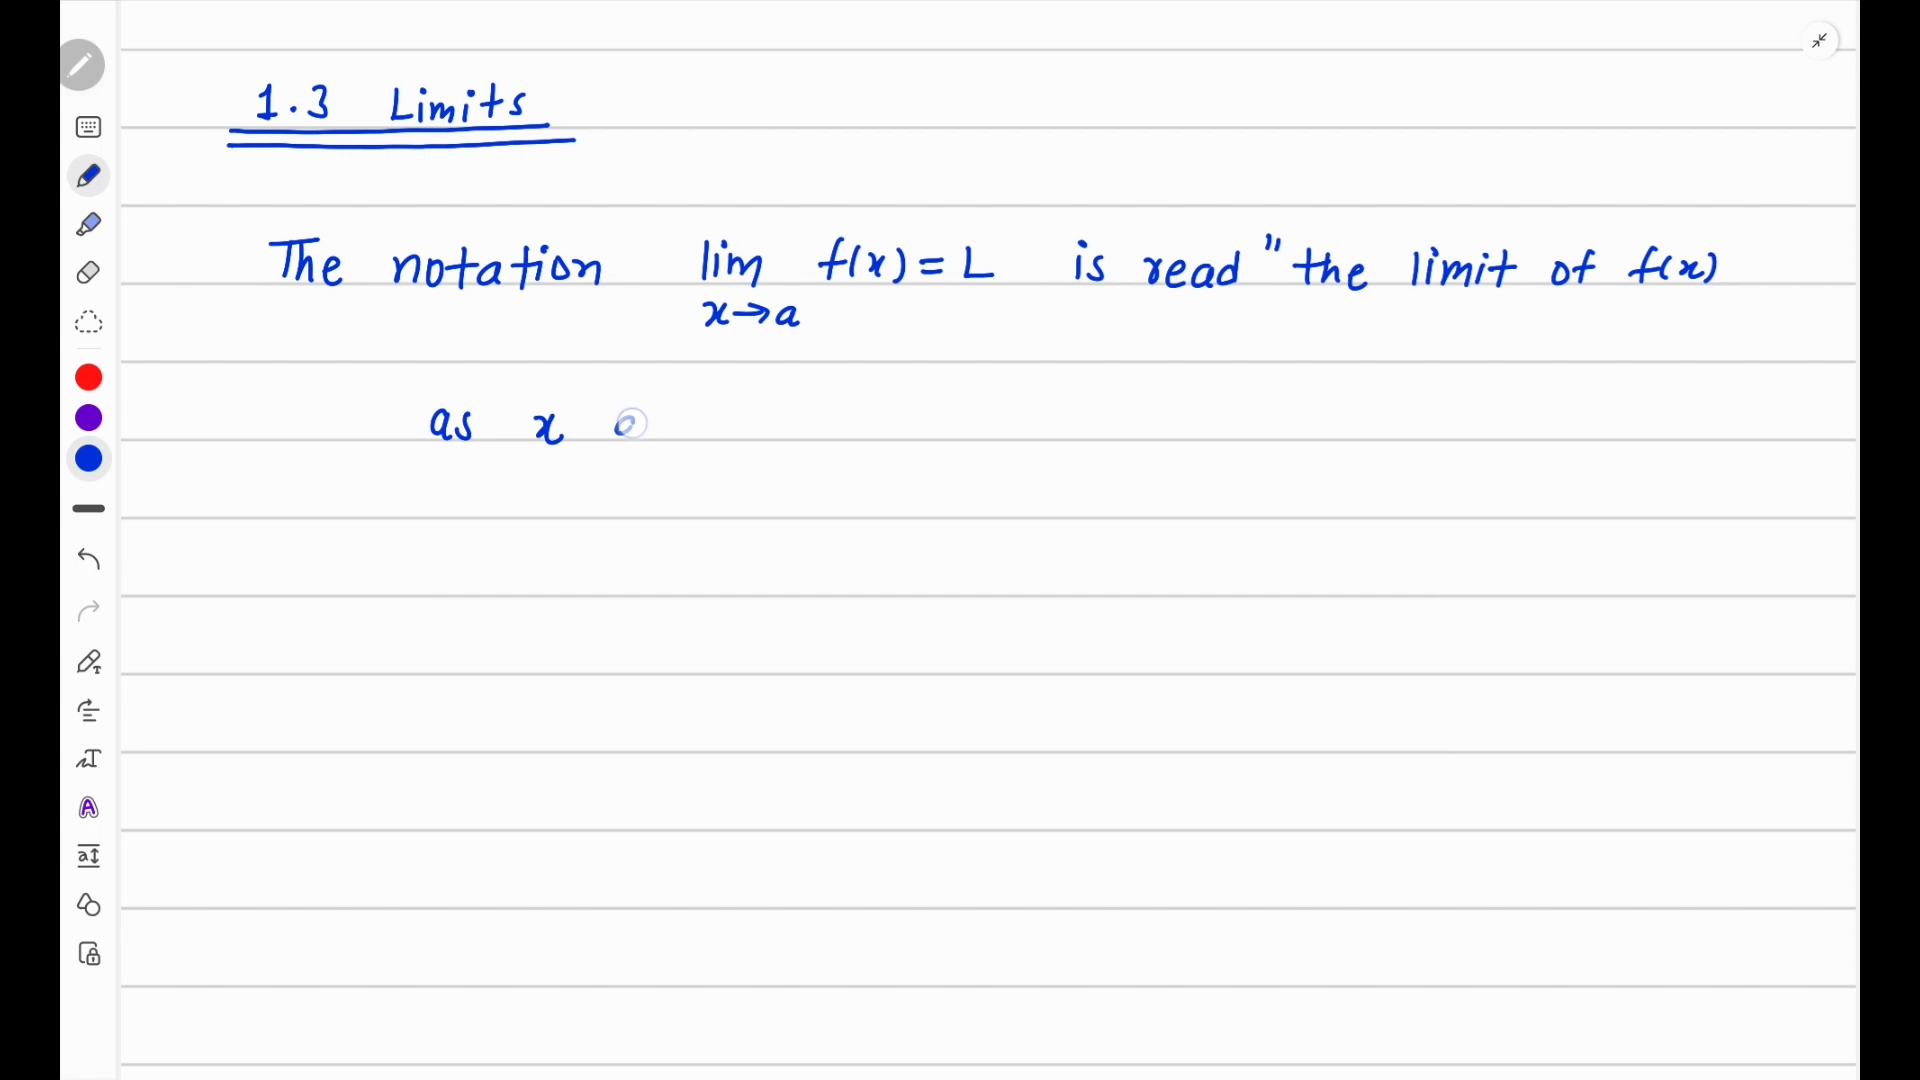 1.3 Limits
The notation lim f(x) = L is read " the limit of f(x)
x→a
as x